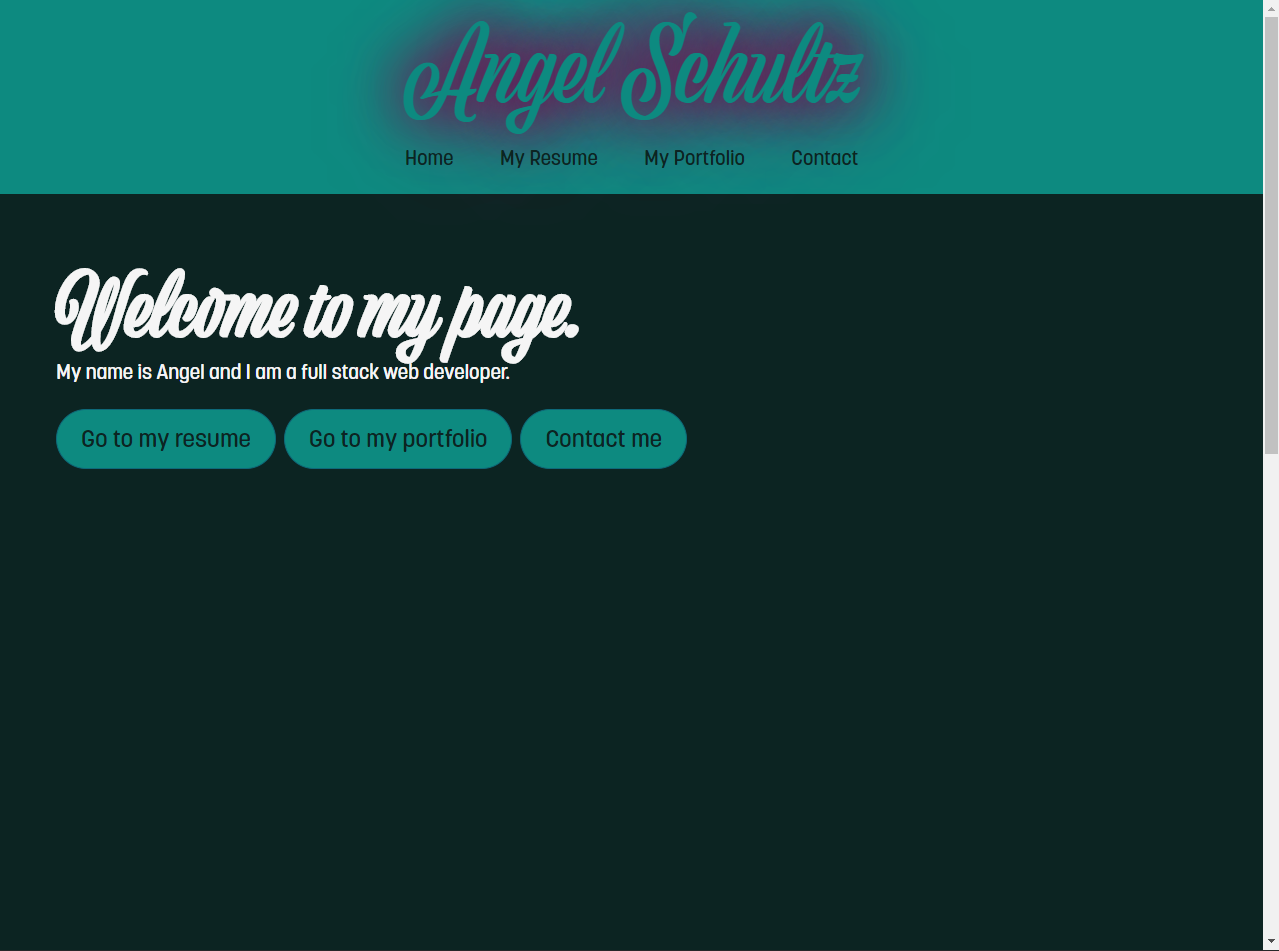 Angel Schultz
Home My Resume My Portfolio Contact
Welcome to my page.
My name is Angel and I am a full stack web developer.
Go to my resume Go to my portfolio Contact me